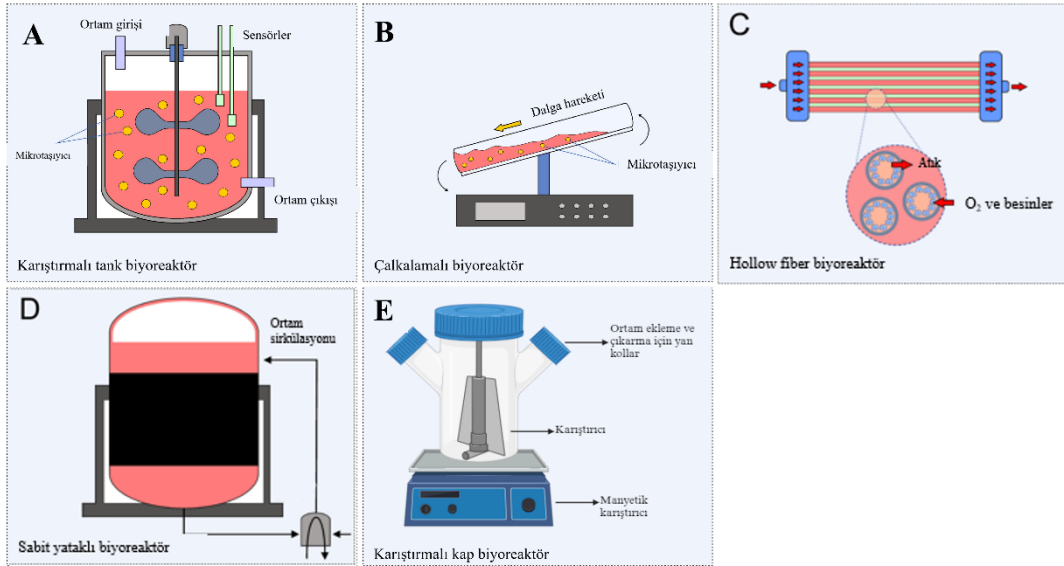 A
Ortam girişi
Sensörler
Mikrotaşıyıcı
Ortam çıkışı
Karıştırmalı tank biyoreaktör
B
Dalga hareketi
Mikrotaşıyıcı
Çalkalamalı biyoreaktör
C
Atık
O₂ ve besinler
Hollow fiber biyoreaktör
D
Ortam
sirkülasyonu
Sabit yataklı biyoreaktör
E
Ortam ekleme ve
çıkarma için yan
kollar
Karıştırıcı
Manyetik
karıştırıcı
Karıştırmalı kap biyoreaktör